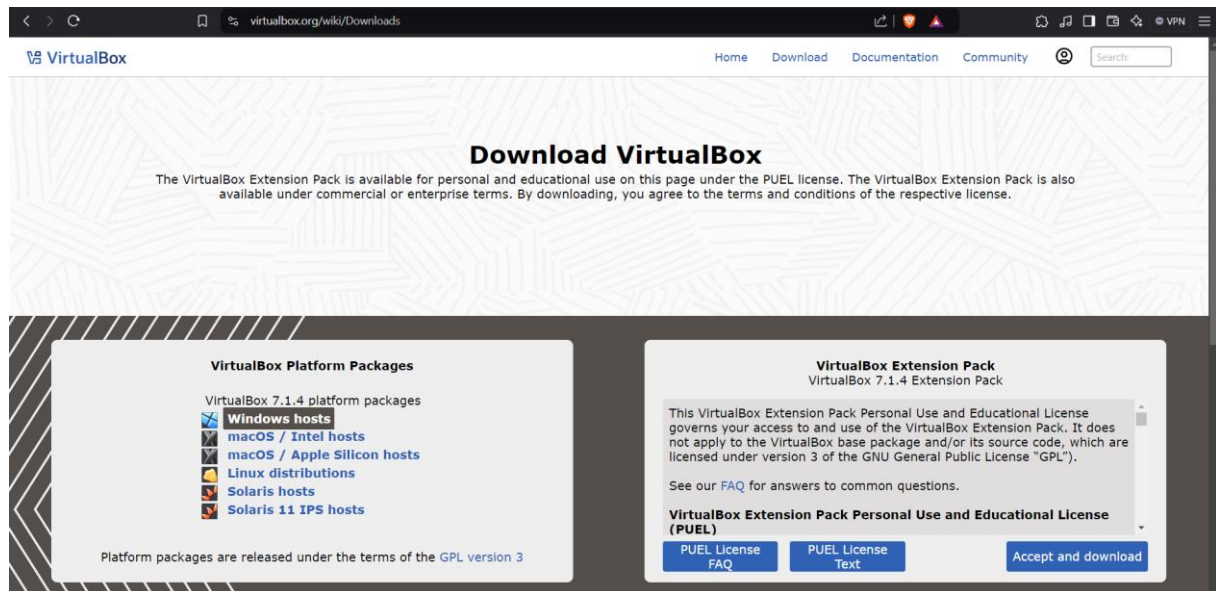 virtualbox.org/wiki/Downloads
VPN
VirtualBox
Home
Download
Documentation
Community
Search:
Download VirtualBox
The VirtualBox Extension Pack is available for personal and educational use on this page under the PUEL license. The VirtualBox Extension Pack is also
available under commercial or enterprise terms. By downloading, you agree to the terms and conditions of the respective license.
VirtualBox Platform Packages
VirtualBox 7.1.4 platform packages
Windows hosts
macOS / Intel hosts
macOS / Apple Silicon hosts
Linux distributions
Solaris hosts
Solaris 11 IPS hosts
Platform packages are released under the terms of the GPL version 3
VirtualBox Extension Pack
VirtualBox 7.1.4 Extension Pack
This VirtualBox Extension Pack Personal Use and Educational License
governs your access to and use of the VirtualBox Extension Pack. It does
not apply to the VirtualBox base package and/or its source code, which are
licensed under version 3 of the GNU General Public License “GPL”).
See our FAQ for answers to common questions.
VirtualBox Extension Pack Personal Use and Educational License
(PUEL)
PUEL License
FAQ
PUEL License
Text
Accept and download